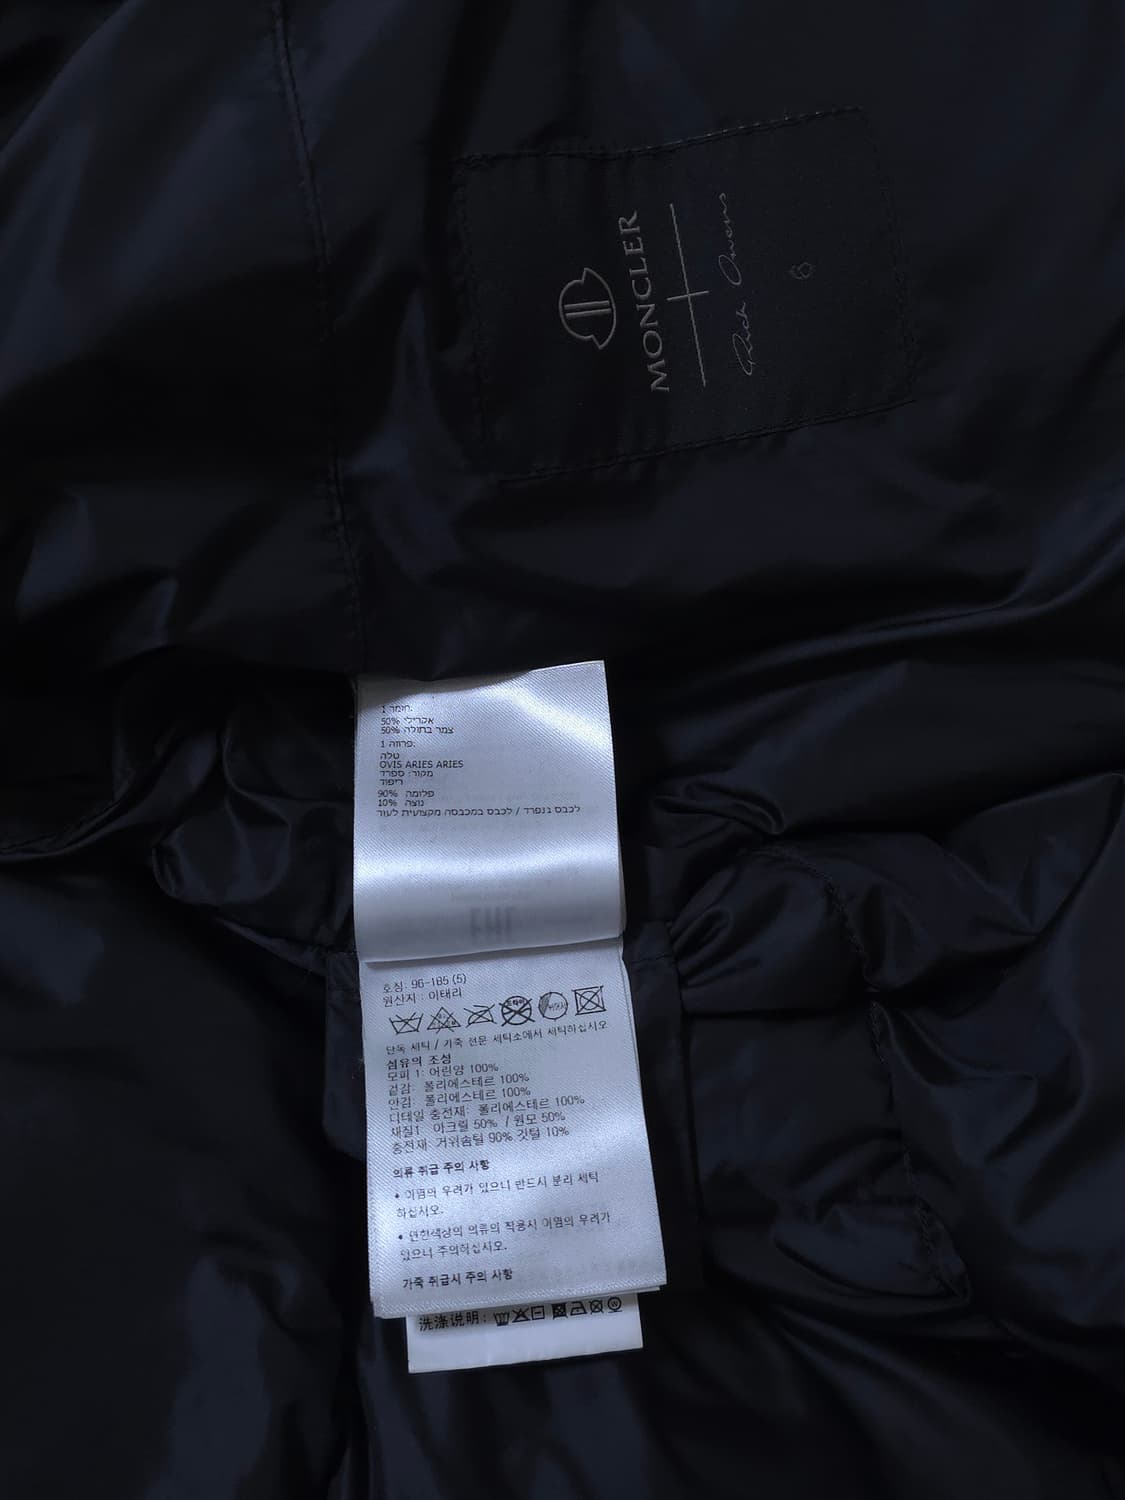 MONCLER
Rick Owens
6
חומר 1.
50% אקרילי
50% צמר בתולה
פרווה 1.
טלה
OVIS ARIES ARIES
מקור: ספרד
ריפוד
90% פלומה
10% נוצה
לכבס בנפרד / לכבס במכבסה מקצועית לעור
호칭: 96-185 (5)
원산지 : 이태리
단독 세탁 / 가죽 전문 세탁소에서 세탁하십시오
섬유의 조성
모피 1: 어린양 100%
겉감: 폴리에스테르 100%
안감: 폴리에스테르 100%
디테일 충전재: 폴리에스테르 100%
재질1 아크릴 50% / 원모 50%
충전재: 거위솜털 90% 깃털 10%
의류 취급 주의 사항
• 이염의 우려가 있으니 반드시 분리 세탁
하십시오.
• 연한색상의 의류의 착용시 이염의 우려가
있으니 주의하십시오.
가죽 취급시 주의 사항
洗涤说明: